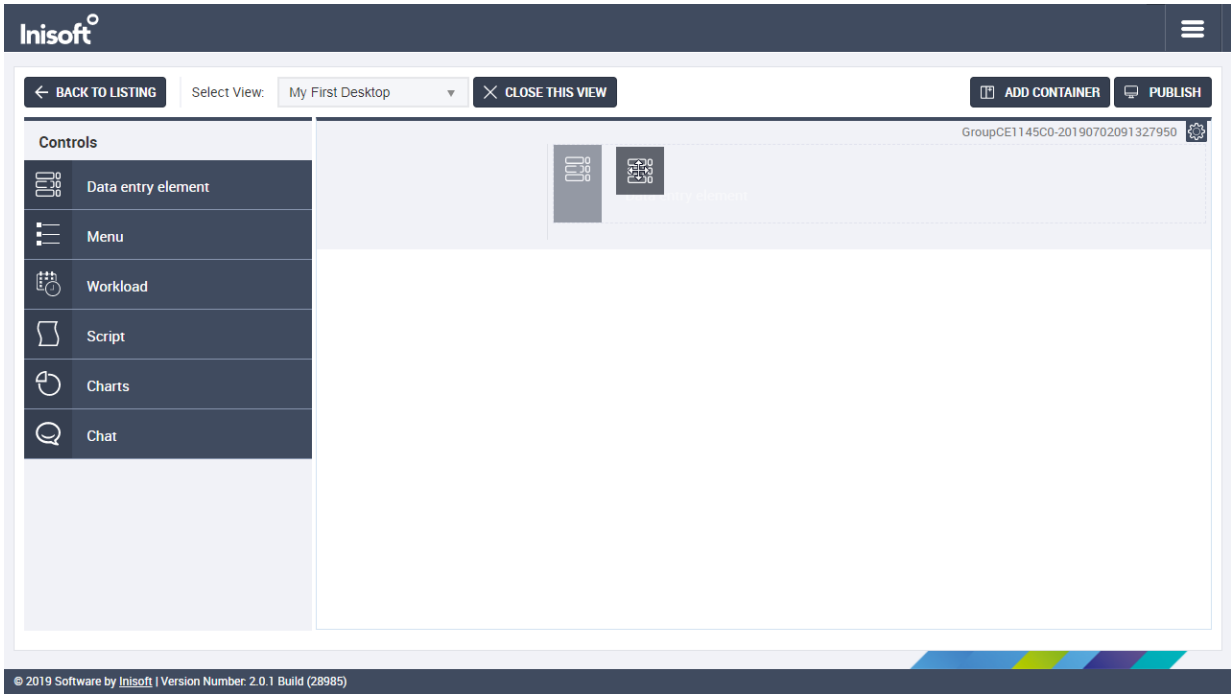 Inisoft
BACK TO LISTING
Select View:
My First Desktop
CLOSE THIS VIEW
ADD CONTAINER
PUBLISH
Controls
GroupCE1145C0-20190702091327950
Data entry element
Menu
Workload
Script
Charts
Chat
© 2019 Software by Inisoft | Version Number: 2.0.1 Build (28985)